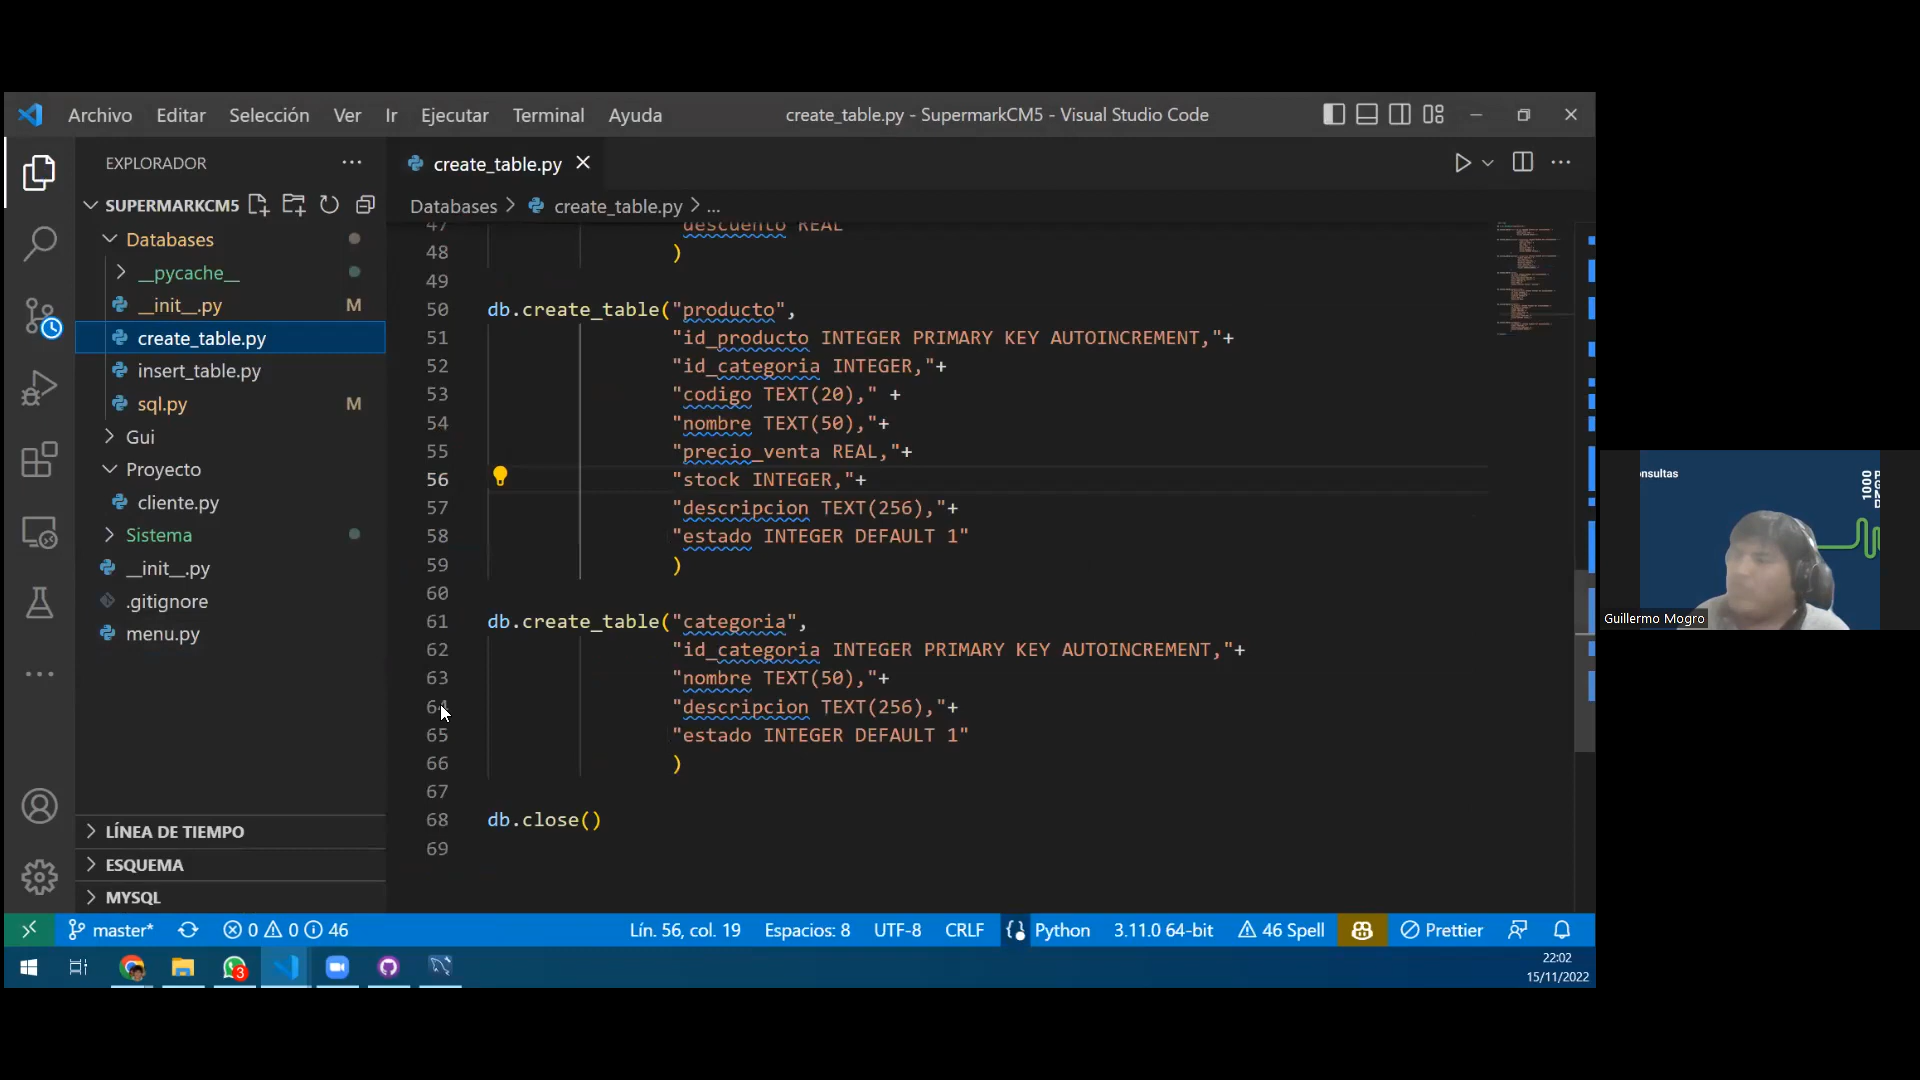 Archivo Editar Selección Ver Ir Ejecutar Terminal Ayuda create_table.py - SupermarkCM5 - Visual Studio Code
EXPLORADOR
SUPERMARKCM5
Databases
__pycache__
__init__.py M
create_table.py
insert_table.py
sql.py M
Gui
Proyecto
cliente.py
Sistema
__init__.py
.gitignore
menu.py
LÍNEA DE TIEMPO
ESQUEMA
MYSQL
create_table.py
Databases > create_table.py > ...
47 "descuento REAL"
48 )
49
50 db.create_table("producto",
51 "id_producto INTEGER PRIMARY KEY AUTOINCREMENT,"+
52 "id_categoria INTEGER,"+
53 "codigo TEXT(20)," +
54 "nombre TEXT(50),"+
55 "precio_venta REAL,"+
56 "stock INTEGER,"+
57 "descripcion TEXT(256),"+
58 "estado INTEGER DEFAULT 1"
59 )
60
61 db.create_table("categoria",
62 "id_categoria INTEGER PRIMARY KEY AUTOINCREMENT,"+
63 "nombre TEXT(50),"+
64 "descripcion TEXT(256),"+
65 "estado INTEGER DEFAULT 1"
66 )
67
68 db.close()
69
master* 0 0 46 Lín. 56, col. 19 Espacios: 8 UTF-8 CRLF Python 3.11.0 64-bit 46 Spell Prettier
3
22:02
15/11/2022
nsultas
1000
Guillermo Mogro